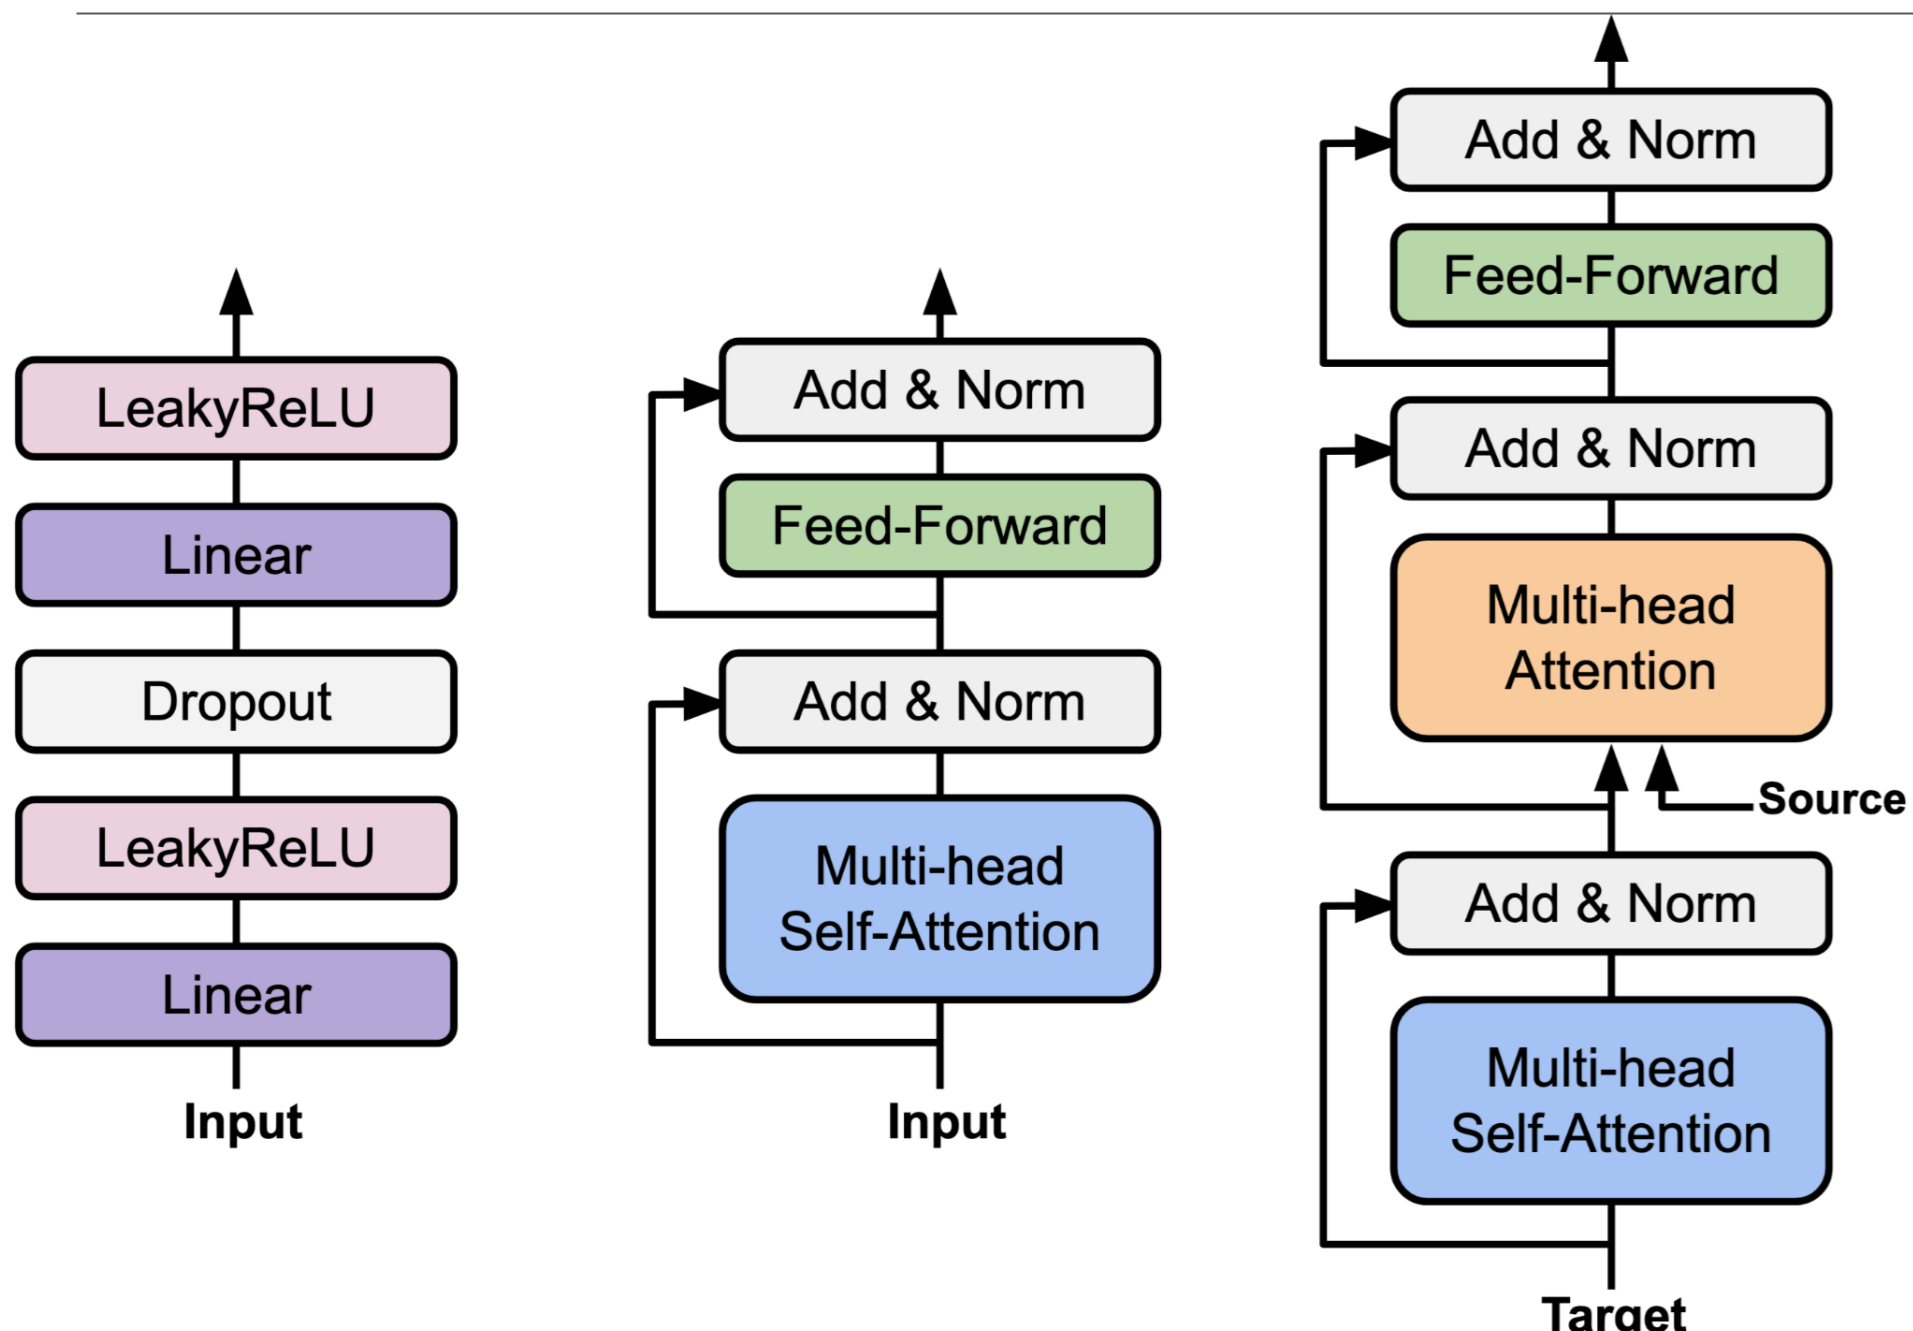 LeakyReLU
Linear
Dropout
LeakyReLU
Linear
Input
Add & Norm
Feed-Forward
Add & Norm
Multi-head
Self-Attention
Input
Add & Norm
Feed-Forward
Add & Norm
Multi-head
Attention
Source
Add & Norm
Multi-head
Self-Attention
Target